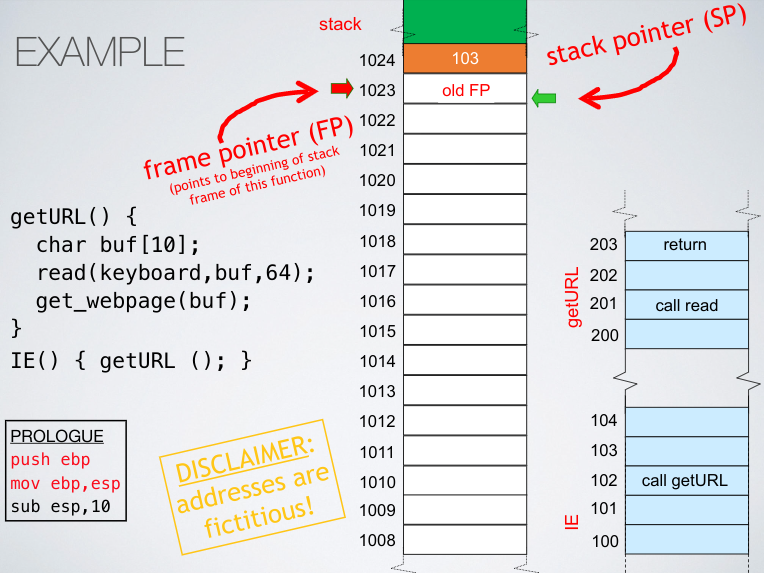 EXAMPLE
stack
stack pointer (SP)
frame pointer (FP)
(points to beginning of stack
frame of this function)
1024 103
1023 old FP
1022
1021
1020
1019
1018
1017
1016
1015
1014
1013
1012
1011
1010
1009
1008
getURL() {
char buf[10];
read(keyboard,buf,64);
get_webpage(buf);
}
IE() { getURL (); }
PROLOGUE
push ebp
mov ebp,esp
sub esp,10
DISCLAIMER:
addresses are
fictitious!
getURL
203 return
202
201 call read
200
IE
104
103
102 call getURL
101
100